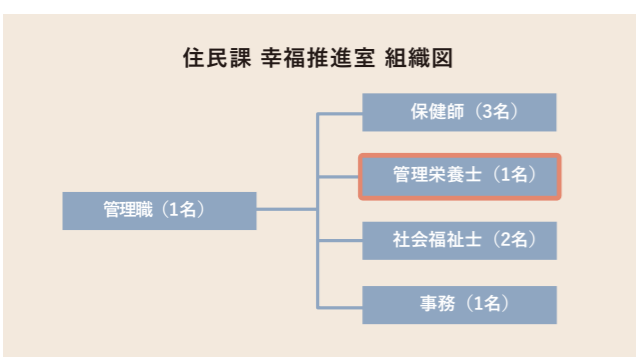 住民課 幸福推進室 組織図
管理職（1名）
保健師（3名）
管理栄養士（1名）
社会福祉士（2名）
事務（1名）